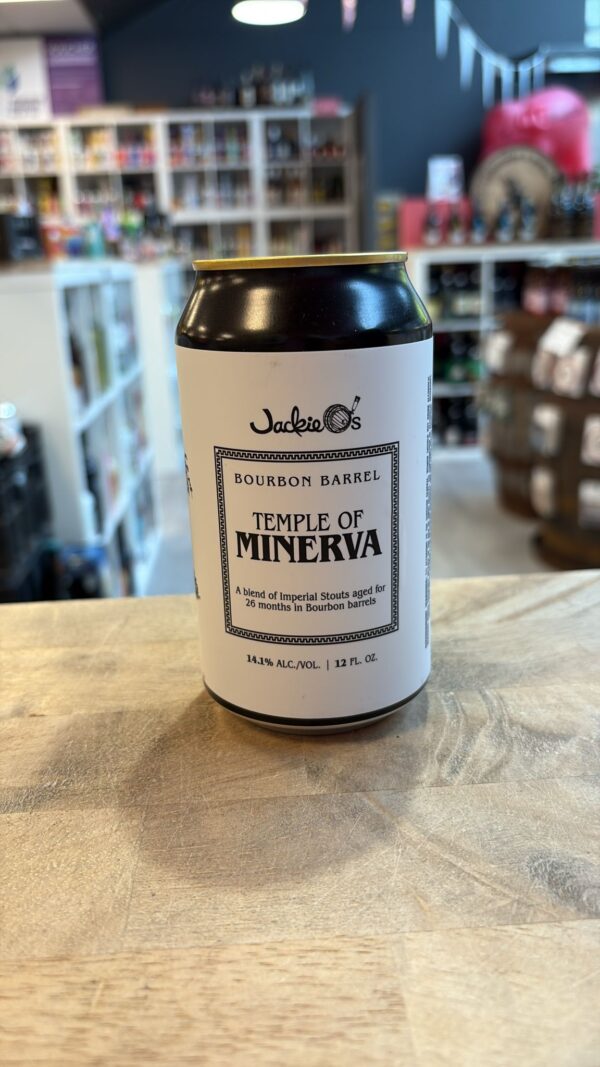 Jackie O's
BOURBON BARREL
TEMPLE OF
MINERVA
A blend of Imperial Stouts aged for
26 months in Bourbon barrels
14.1% ALC./VOL. | 12 FL. OZ.